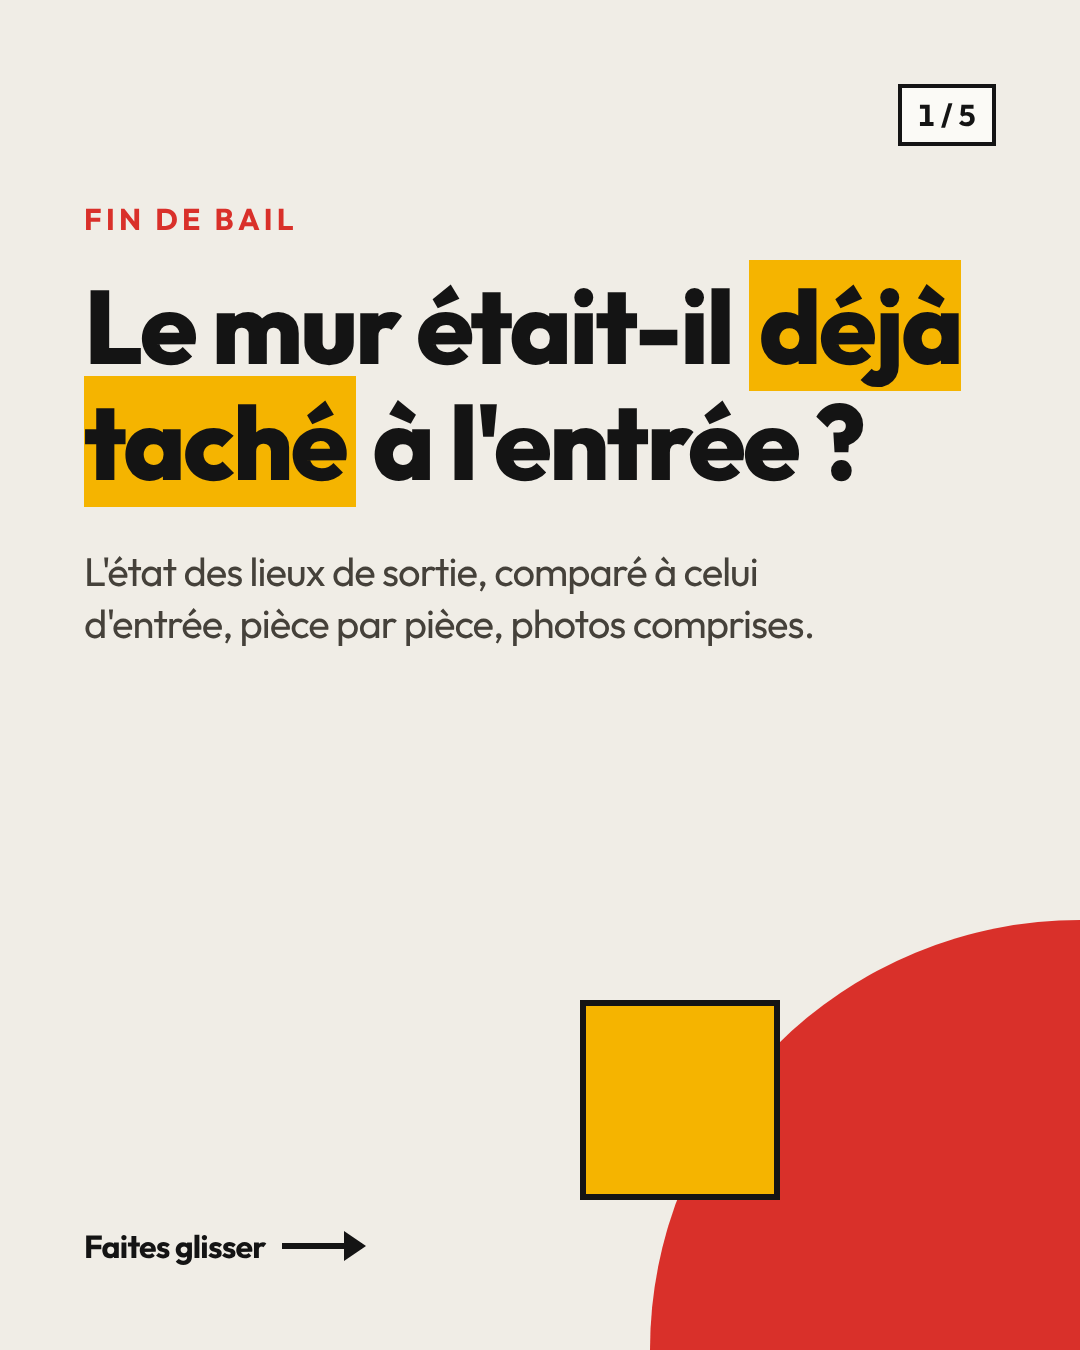 1/5
FIN DE BAIL
Le mur était-il déjà
taché à l'entrée ?
L'état des lieux de sortie, comparé à celui
d'entrée, pièce par pièce, photos comprises.
Faites glisser